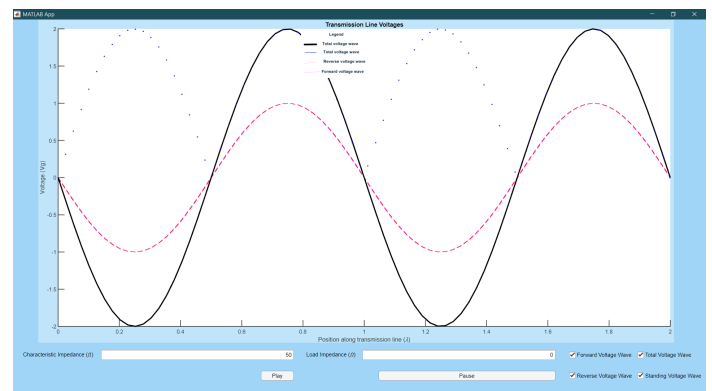 MATLAB App
Transmission Line Voltages
Legend
Total voltage wave
Total voltage wave
Reverse voltage wave
Forward voltage wave
Voltage (Vg)
2
1.5
1
0.5
0
-0.5
-1
-1.5
-2
0 0.2 0.4 0.6 0.8 1 1.2 1.4 1.6 1.8 2
Position along transmission line (λ)
Characteristic Impedance (Ω) 50 Load Impedance (Ω) 0 Forward Voltage Wave Total Voltage Wave
Play Pause Reverse Voltage Wave Standing Voltage Wave